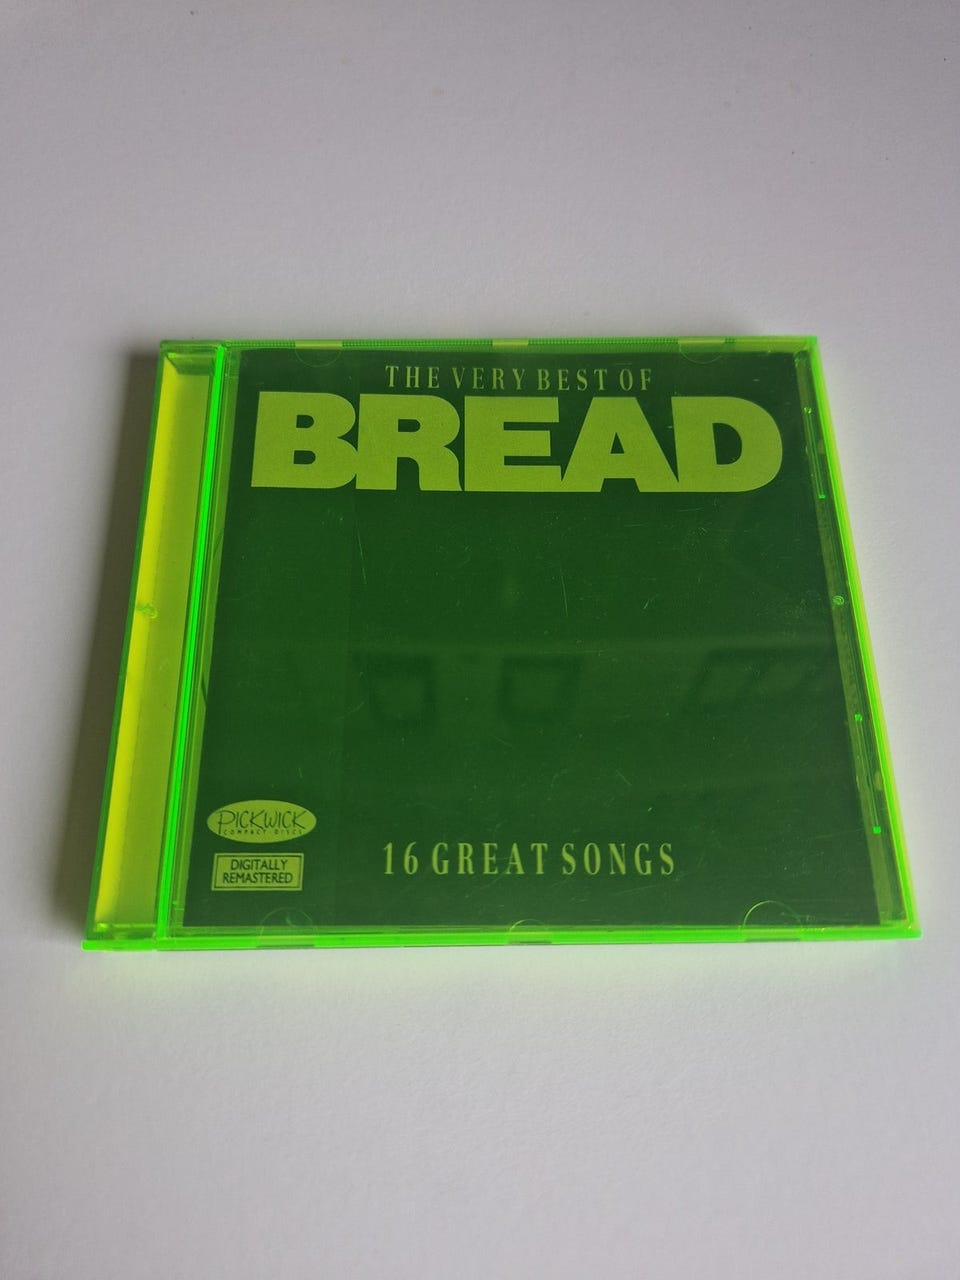 THE VERY BEST OF
BREAD
PICKWICK
COMPACT DISCS
DIGITALLY
REMASTERED
16 GREAT SONGS